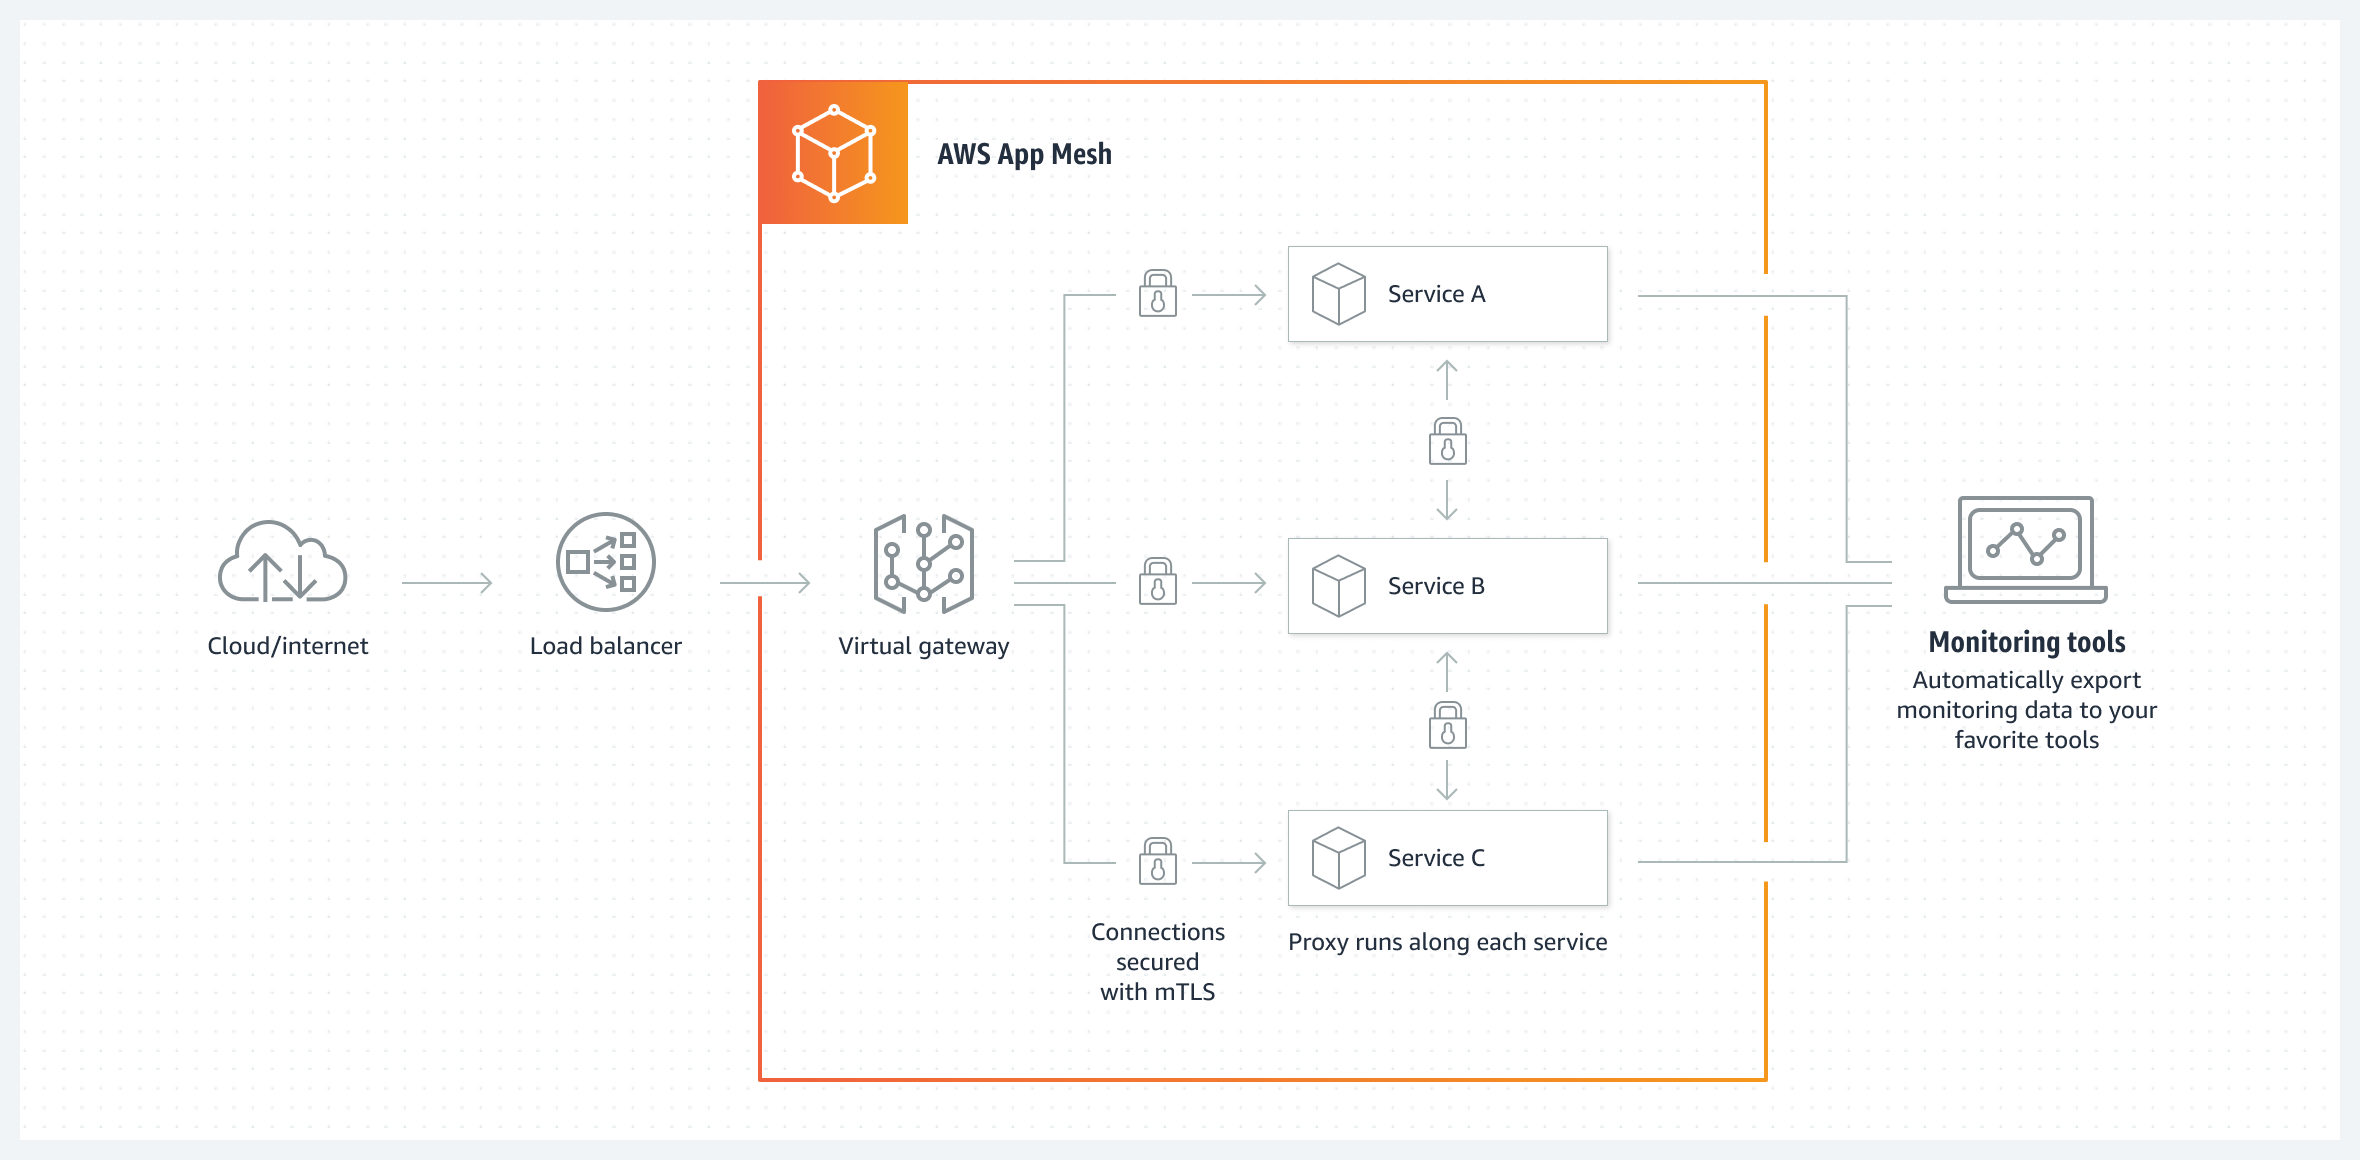 AWS App Mesh
Service A
Cloud/internet
Load balancer
Virtual gateway
Service B
Monitoring tools
Automatically export
monitoring data to your
favorite tools
Service C
Connections
secured
with mTLS
Proxy runs along each service